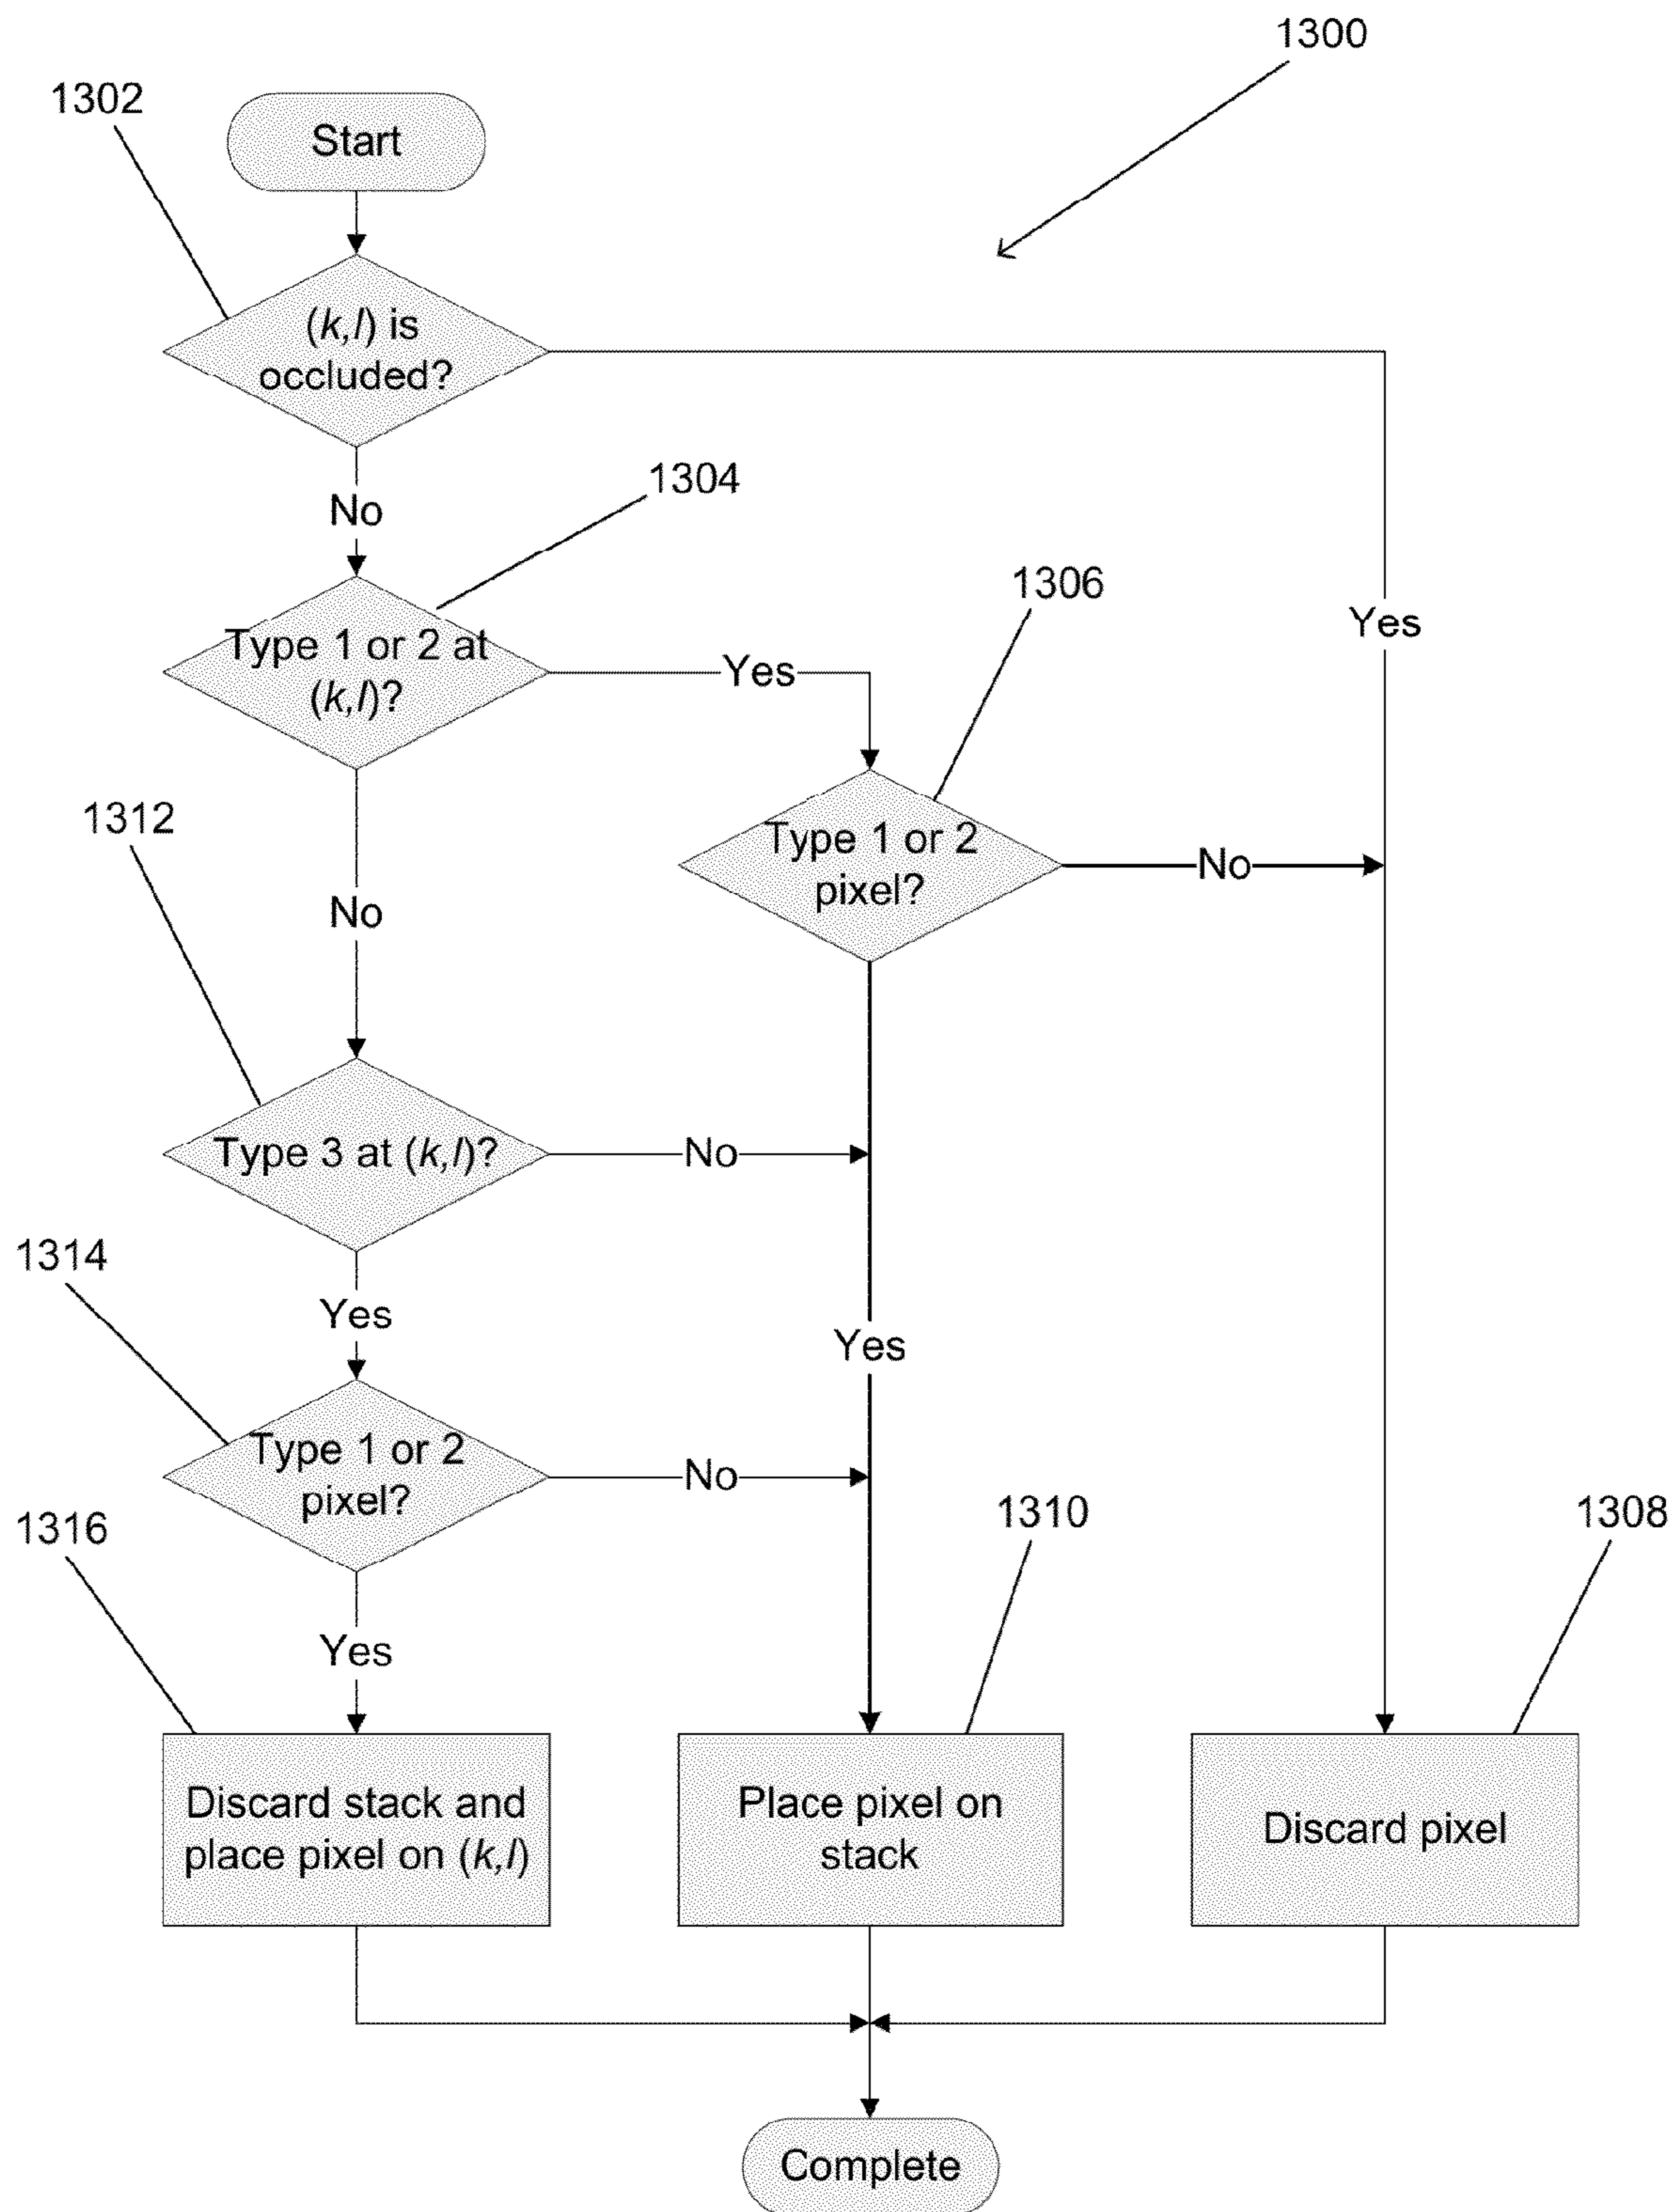 1300
1302
Start
(k,l) is
occluded?
No
1304
Type 1 or 2 at
(k,l)?
Yes
1306
Yes
1312
Type 1 or 2
pixel?
No
No
Type 3 at (k,l)?
No
1314
Yes
Yes
Type 1 or 2
pixel?
No
1316
1310
1308
Yes
Discard stack and
place pixel on (k,l)
Place pixel on
stack
Discard pixel
Complete